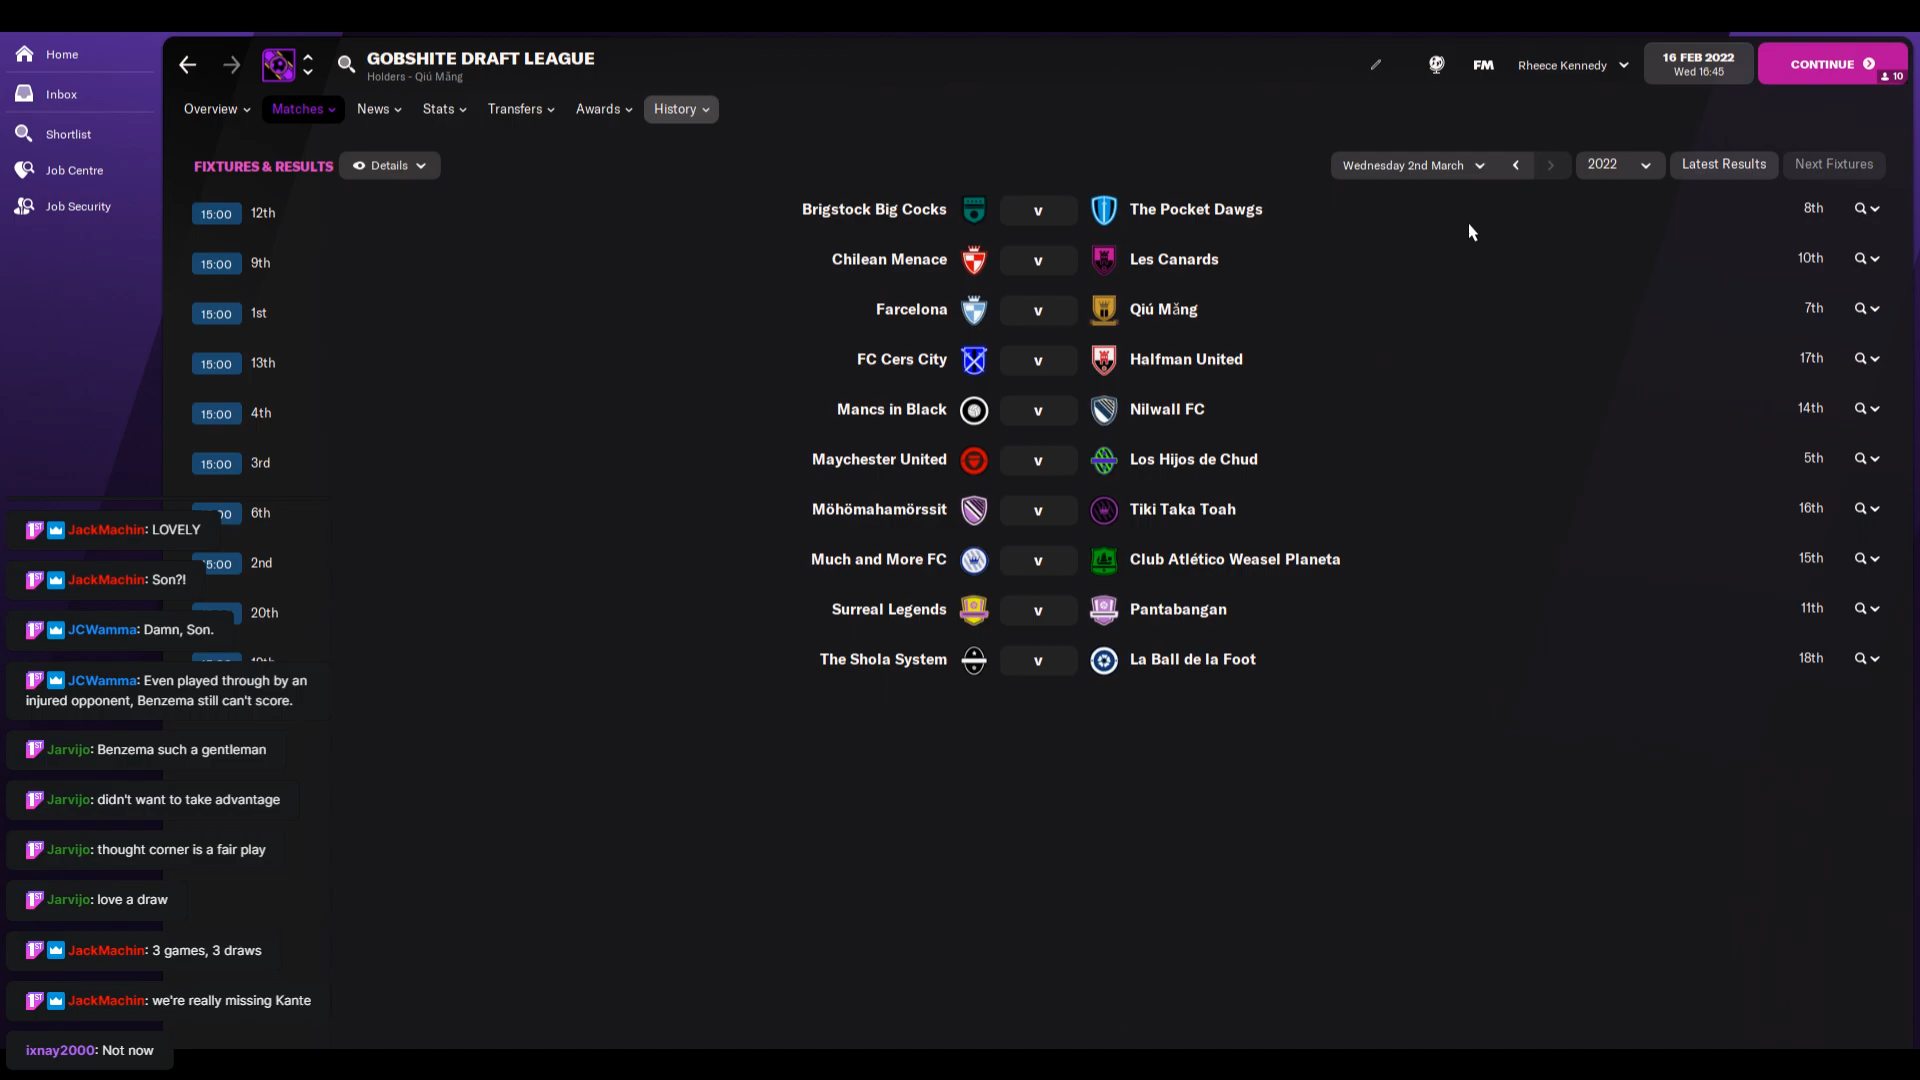 Home
Inbox
Shortlist
Job Centre
Job Security
GOBSHITE DRAFT LEAGUE
Holders - Qiú Mǎng
FM
Rheece Kennedy
16 FEB 2022
Wed 16:45
CONTINUE
10
Overview
Matches
News
Stats
Transfers
Awards
History
FIXTURES & RESULTS
Details
Wednesday 2nd March
2022
Latest Results
Next Fixtures
15:00 12th Brigstock Big Cocks v The Pocket Dawgs 8th
15:00 9th Chilean Menace v Les Canards 10th
15:00 1st Farcelona v Qiú Mǎng 7th
15:00 13th FC Cers City v Halfman United 17th
15:00 4th Mancs in Black v Nilwall FC 14th
15:00 3rd Maychester United v Los Hijos de Chud 5th
6th Möhömahamörssit v Tiki Taka Toah 16th
2nd Much and More FC v Club Atlético Weasel Planeta 15th
20th Surreal Legends v Pantabangan 11th
The Shola System v La Ball de la Foot 18th
JackMachin: LOVELY
JackMachin: Son?!
JCWamma: Damn, Son.
JCWamma: Even played through by an
injured opponent, Benzema still can't score.
Jarvijo: Benzema such a gentleman
Jarvijo: didn't want to take advantage
Jarvijo: thought corner is a fair play
Jarvijo: love a draw
JackMachin: 3 games, 3 draws
JackMachin: we're really missing Kante
ixnay2000: Not now